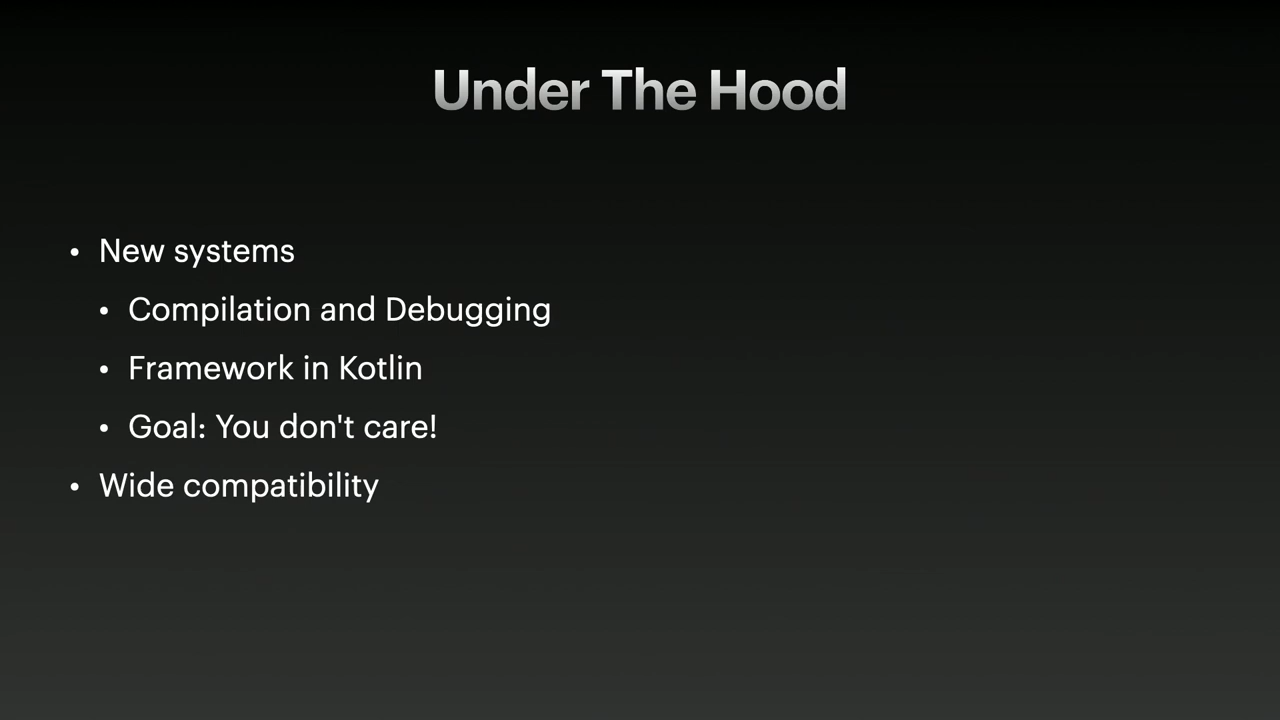 Under The Hood
• New systems
• Compilation and Debugging
• Framework in Kotlin
• Goal: You don't care!
• Wide compatibility